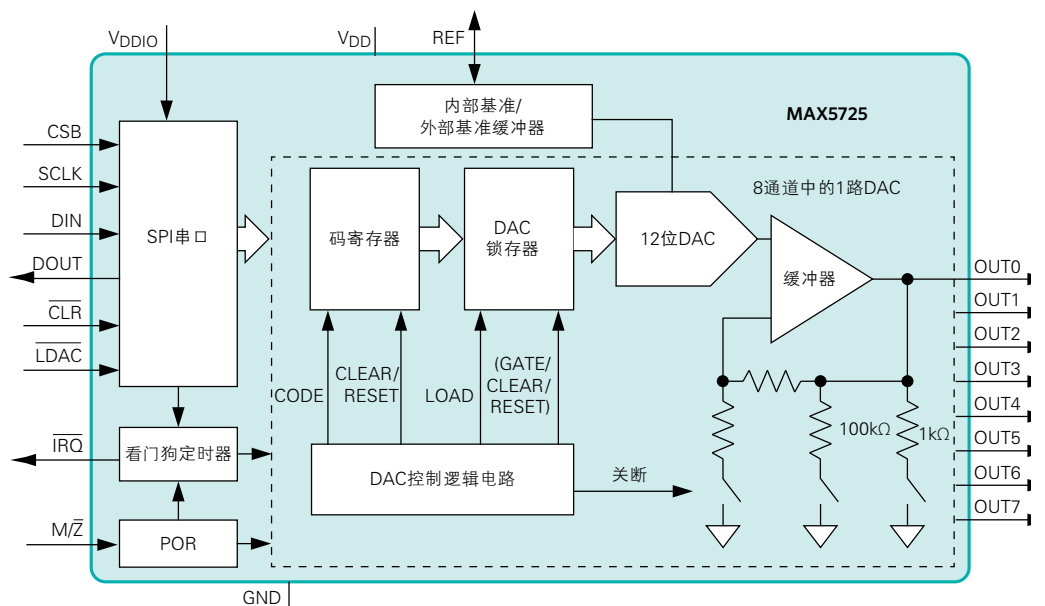 VDDIO
VDD
REF
MAX5725
内部基准/
外部基准缓冲器
CSB
SCLK
DIN
DOUT
CLR
LDAC
IRQ
M/Z
SPI串口
看门狗定时器
POR
码寄存器
DAC
锁存器
12位DAC
8通道中的1路DAC
缓冲器
CODE
CLEAR/
RESET
LOAD
(GATE/
CLEAR/
RESET)
DAC控制逻辑电路
关断
100kΩ
1kΩ
OUT0
OUT1
OUT2
OUT3
OUT4
OUT5
OUT6
OUT7
GND